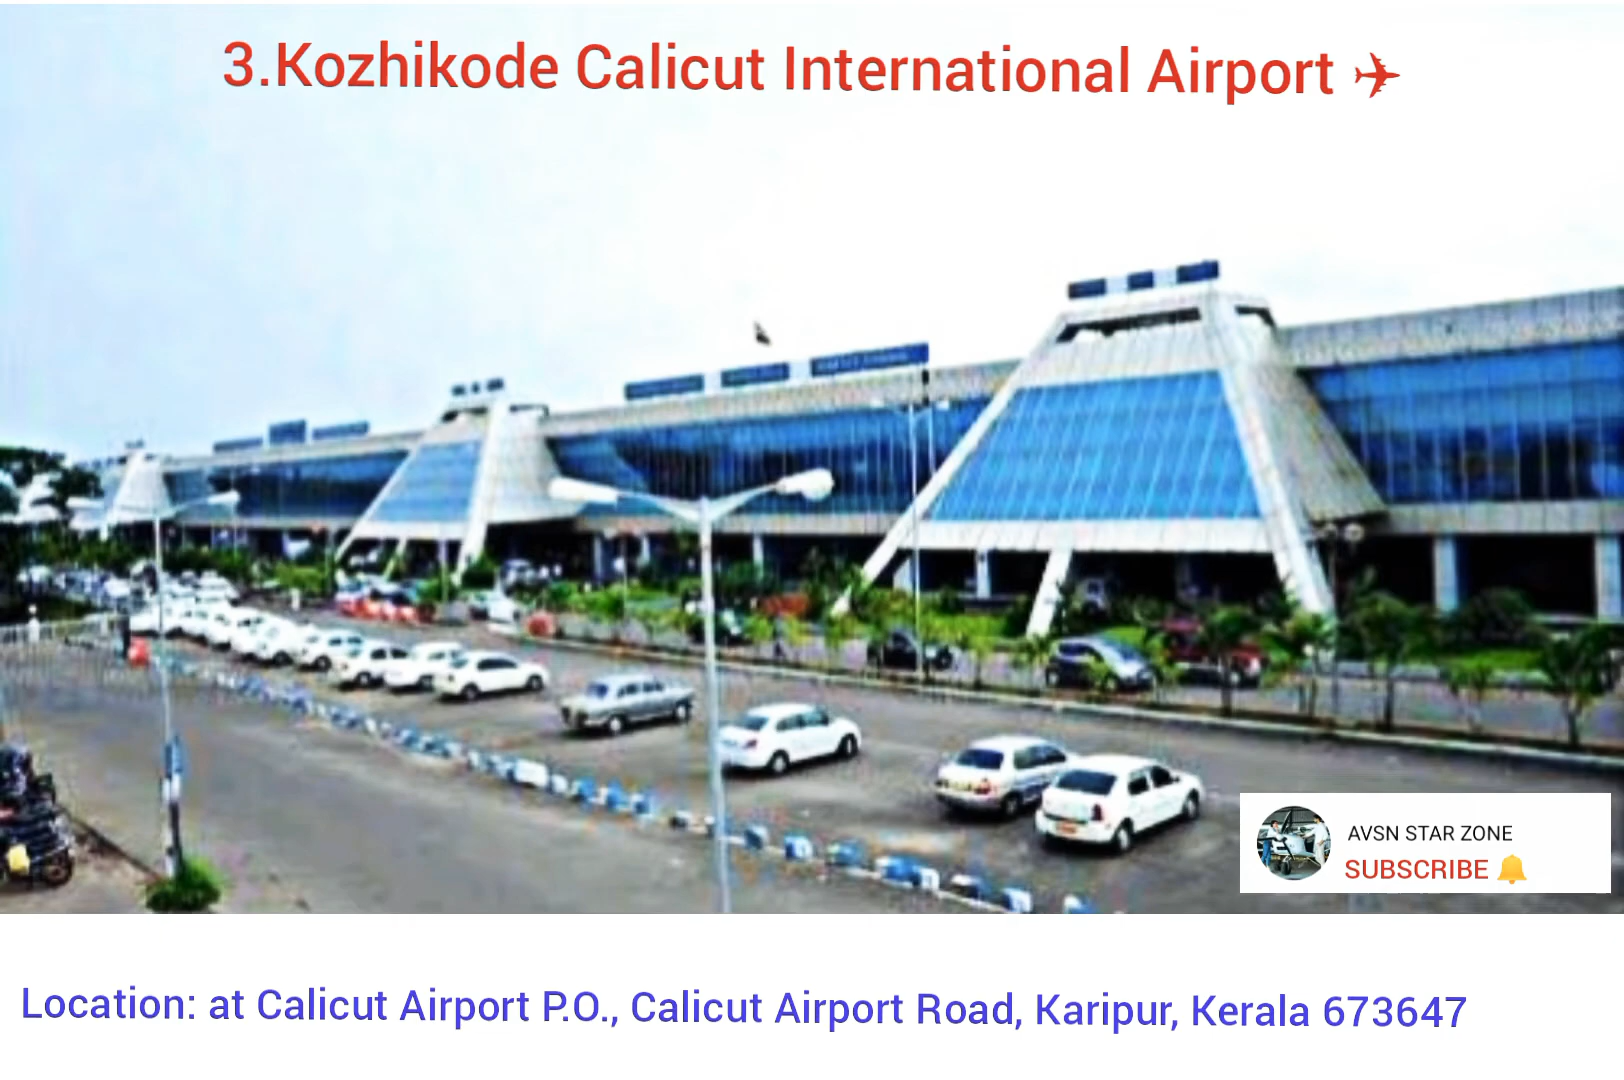 3.Kozhikode Calicut International Airport ✈
AVSN STAR ZONE
SUBSCRIBE 🔔
Location: at Calicut Airport P.O., Calicut Airport Road, Karipur, Kerala 673647